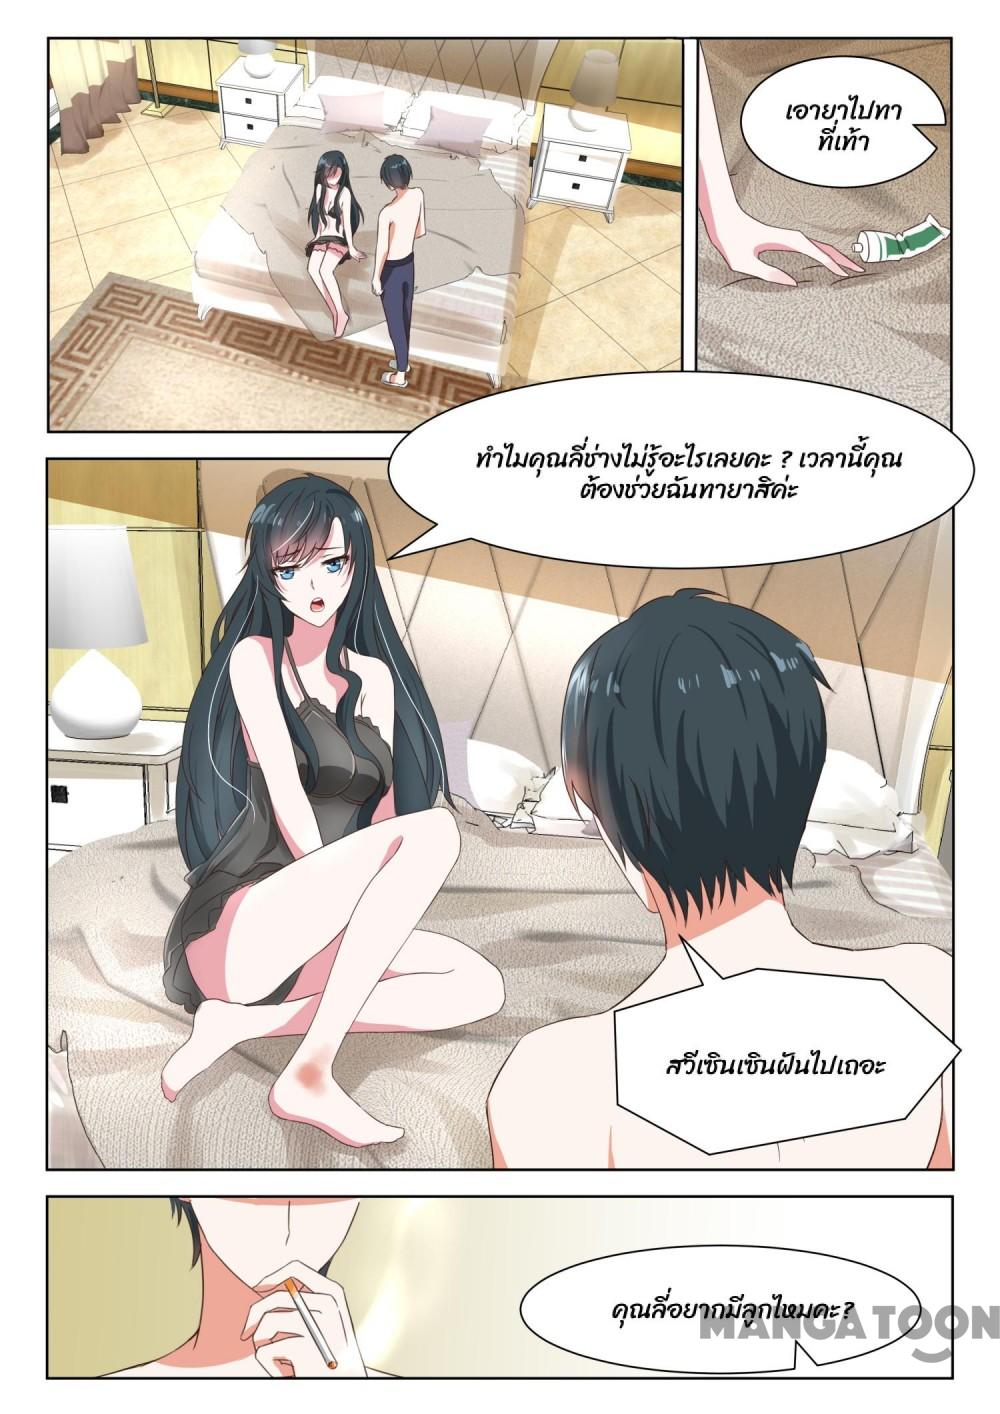 เอายาไปทา
ที่เท้า
ทำไมคุณลี่ช่างไม่รู้อะไรเลยคะ ? เวลานี้คุณ
ต้องช่วยฉันทายาสิค่ะ
สวีเซินเซินฝันไปเถอะ
คุณลี่อยากมีลูกไหมคะ?
MANGA TOON